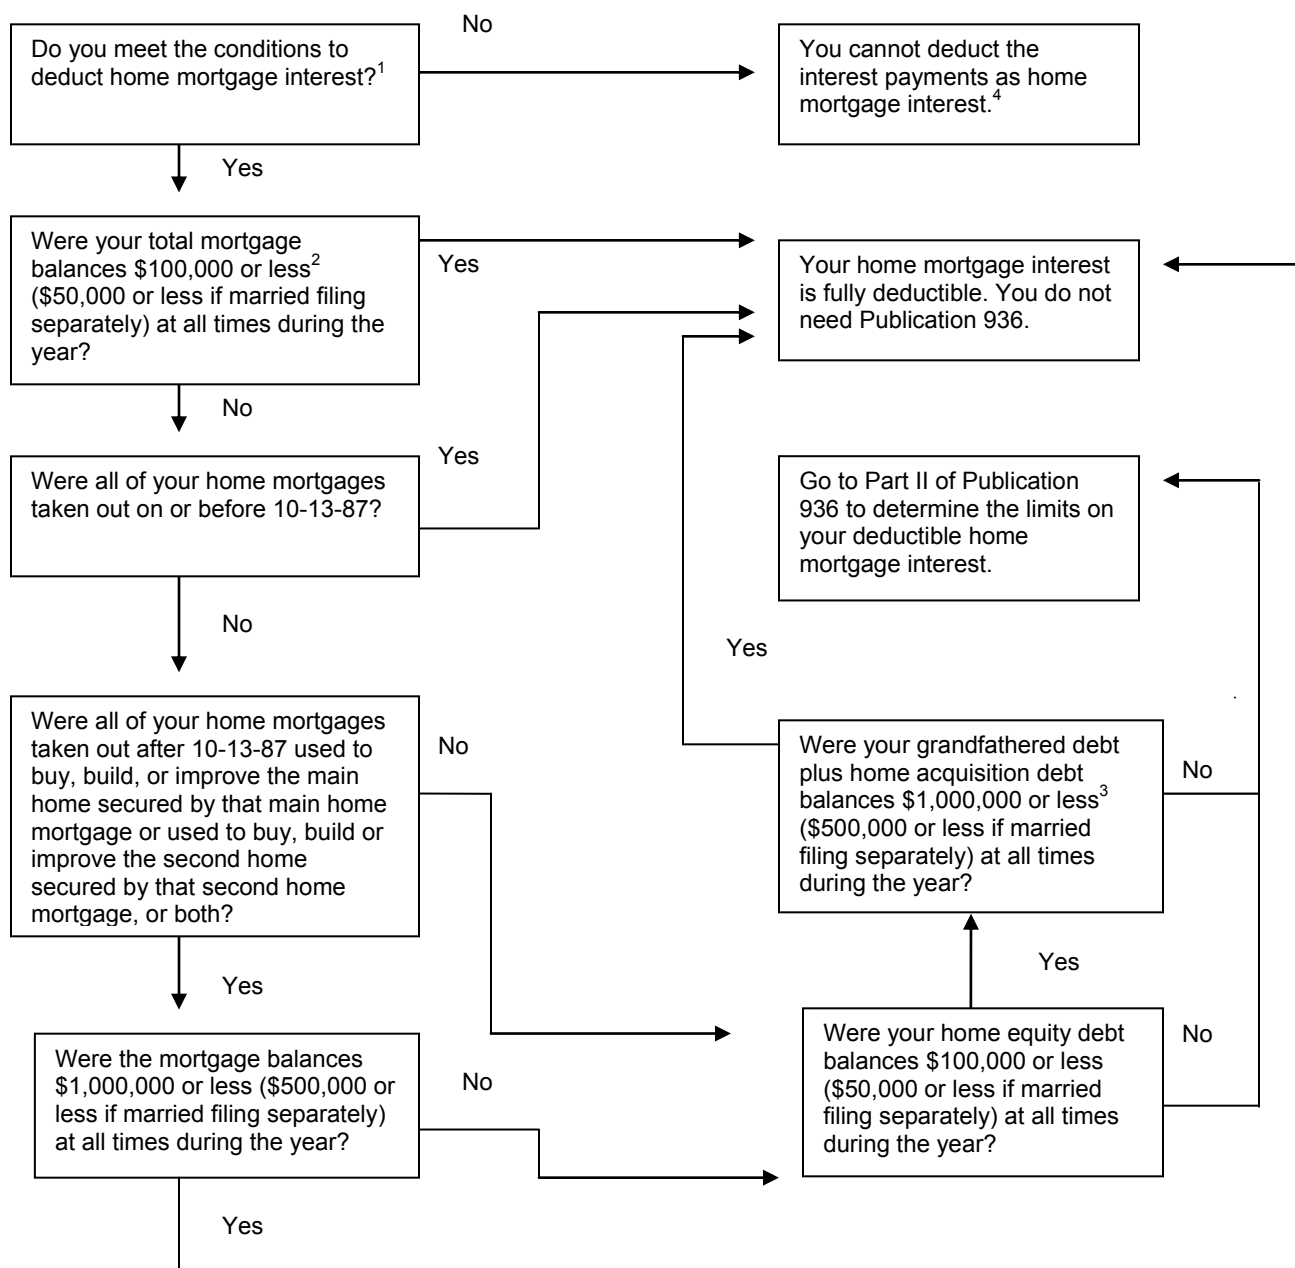 No
Do you meet the conditions to
deduct home mortgage interest?1
You cannot deduct the
interest payments as home
mortgage interest.4
Yes
Were your total mortgage
balances $100,000 or less2
($50,000 or less if married filing
separately) at all times during the
year?
Yes
Your home mortgage interest
is fully deductible. You do not
need Publication 936.
No
Were all of your home mortgages
taken out on or before 10-13-87?
Yes
Go to Part II of Publication
936 to determine the limits on
your deductible home
mortgage interest.
No
Yes
Were all of your home mortgages
taken out after 10-13-87 used to
buy, build, or improve the main
home secured by that main home
mortgage or used to buy, build or
improve the second home
secured by that second home
mortgage, or both?
No
Were your grandfathered debt
plus home acquisition debt
balances $1,000,000 or less3
($500,000 or less if married
filing separately) at all times
during the year?
No
Yes
Yes
Were the mortgage balances
$1,000,000 or less ($500,000 or
less if married filing separately)
at all times during the year?
No
Were your home equity debt
balances $100,000 or less
($50,000 or less if married
filing separately) at all times
during the year?
No
Yes